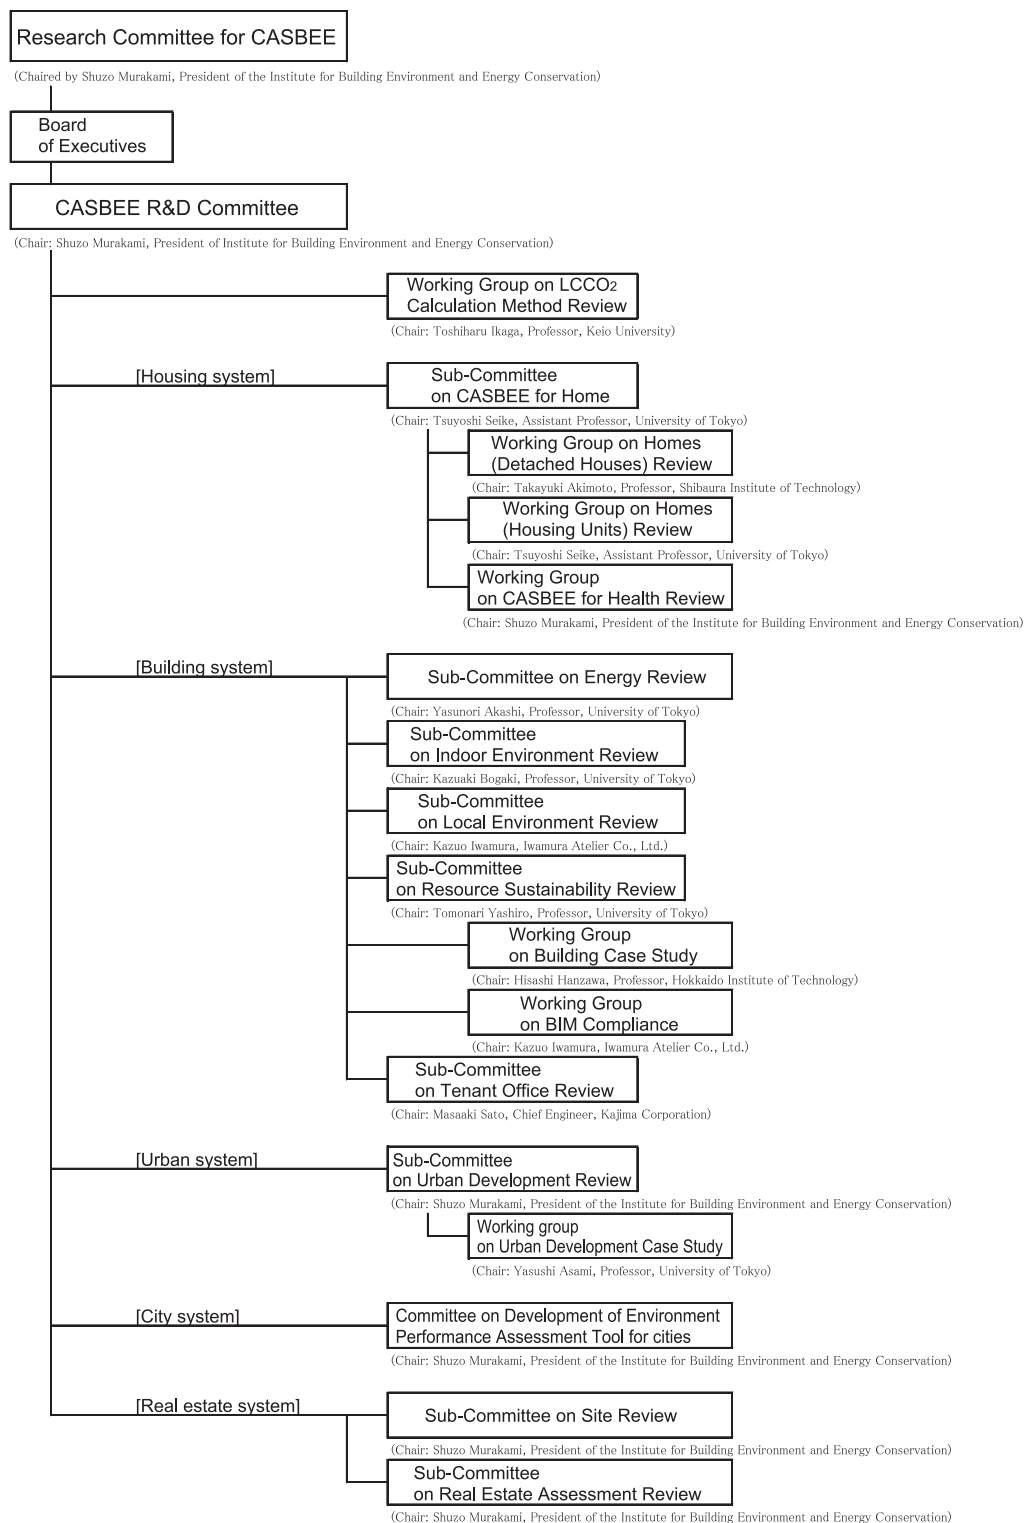 Research Committee for CASBEE
(Chaired by Shuzo Murakami, President of the Institute for Building Environment and Energy Conservation)
Board
of Executives
CASBEE R&D Committee
(Chair: Shuzo Murakami, President of Institute for Building Environment and Energy Conservation)
Working Group on LCCO2
Calculation Method Review
(Chair: Toshiharu Ikaga, Professor, Keio University)
[Housing system]
Sub-Committee
on CASBEE for Home
(Chair: Tsuyoshi Seike, Assistant Professor, University of Tokyo)
Working Group on Homes
(Detached Houses) Review
(Chair: Takayuki Akimoto, Professor, Shibaura Institute of Technology)
Working Group on Homes
(Housing Units) Review
(Chair: Tsuyoshi Seike, Assistant Professor, University of Tokyo)
Working Group
on CASBEE for Health Review
(Chair: Shuzo Murakami, President of the Institute for Building Environment and Energy Conservation)
[Building system]
Sub-Committee on Energy Review
(Chair: Yasunori Akashi, Professor, University of Tokyo)
Sub-Committee
on Indoor Environment Review
(Chair: Kazuaki Bogaki, Professor, University of Tokyo)
Sub-Committee
on Local Environment Review
(Chair: Kazuo Iwamura, Iwamura Atelier Co., Ltd.)
Sub-Committee
on Resource Sustainability Review
(Chair: Tomonari Yashiro, Professor, University of Tokyo)
Working Group
on Building Case Study
(Chair: Hisashi Hanzawa, Professor, Hokkaido Institute of Technology)
Working Group
on BIM Compliance
(Chair: Kazuo Iwamura, Iwamura Atelier Co., Ltd.)
Sub-Committee
on Tenant Office Review
(Chair: Masaaki Sato, Chief Engineer, Kajima Corporation)
[Urban system]
Sub-Committee
on Urban Development Review
(Chair: Shuzo Murakami, President of the Institute for Building Environment and Energy Conservation)
Working group
on Urban Development Case Study
(Chair: Yasushi Asami, Professor, University of Tokyo)
[City system]
Committee on Development of Environment
Performance Assessment Tool for cities
(Chair: Shuzo Murakami, President of the Institute for Building Environment and Energy Conservation)
[Real estate system]
Sub-Committee on Site Review
(Chair: Shuzo Murakami, President of the Institute for Building Environment and Energy Conservation)
Sub-Committee
on Real Estate Assessment Review
(Chair: Shuzo Murakami, President of the Institute for Building Environment and Energy Conservation)